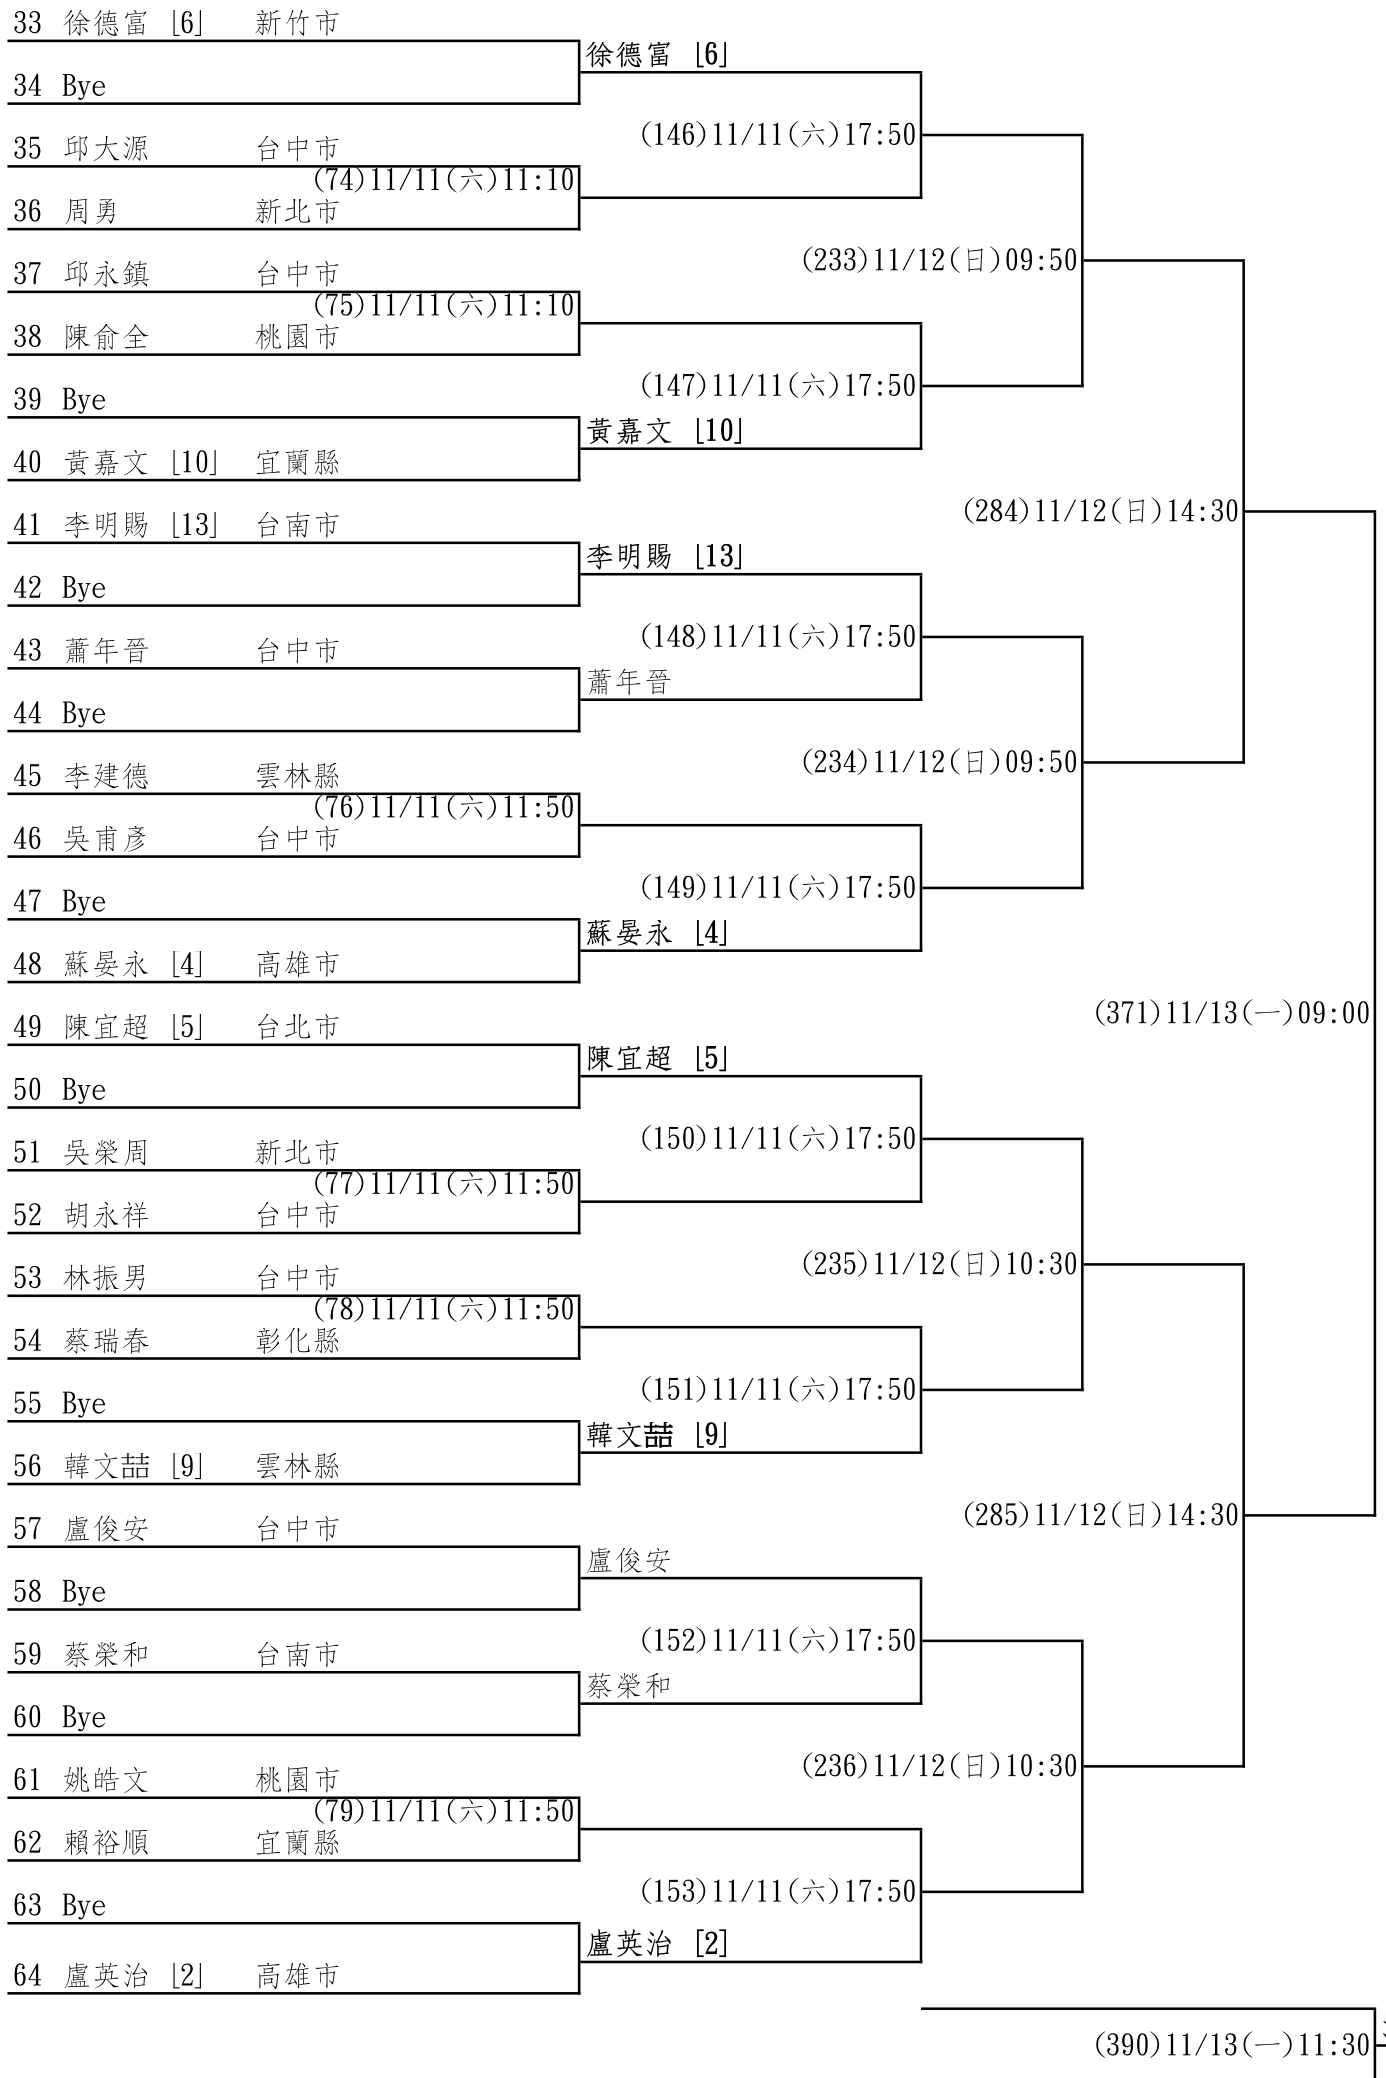 33 徐德富 [6] 新竹市
徐德富 [6]
34 Bye
(146)11/11(六)17:50
35 邱大源 台中市
(74)11/11(六)11:10
36 周勇 新北市
(233)11/12(日)09:50
37 邱永鎮 台中市
(75)11/11(六)11:10
38 陳俞全 桃園市
(147)11/11(六)17:50
39 Bye
黃嘉文 [10]
40 黃嘉文 [10] 宜蘭縣
(284)11/12(日)14:30
41 李明賜 [13] 台南市
李明賜 [13]
42 Bye
(148)11/11(六)17:50
43 蕭年晉 台中市
蕭年晉
44 Bye
(234)11/12(日)09:50
45 李建德 雲林縣
(76)11/11(六)11:50
46 吳甫彥 台中市
(149)11/11(六)17:50
47 Bye
蘇晏永 [4]
48 蘇晏永 [4] 高雄市
(371)11/13(一)09:00
49 陳宜超 [5] 台北市
陳宜超 [5]
50 Bye
(150)11/11(六)17:50
51 吳榮周 新北市
(77)11/11(六)11:50
52 胡永祥 台中市
(235)11/12(日)10:30
53 林振男 台中市
(78)11/11(六)11:50
54 蔡瑞春 彰化縣
(151)11/11(六)17:50
55 Bye
韓文喆 [9]
56 韓文喆 [9] 雲林縣
(285)11/12(日)14:30
57 盧俊安 台中市
盧俊安
58 Bye
(152)11/11(六)17:50
59 蔡榮和 台南市
蔡榮和
60 Bye
(236)11/12(日)10:30
61 姚皓文 桃園市
(79)11/11(六)11:50
62 賴裕順 宜蘭縣
(153)11/11(六)17:50
63 Bye
盧英治 [2]
64 盧英治 [2] 高雄市
(390)11/13(一)11:30